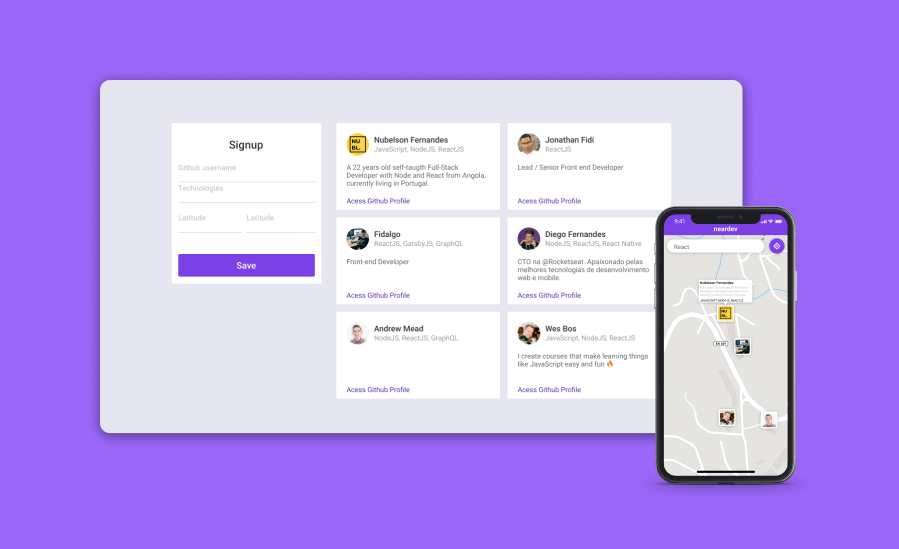 Signup
Github username
Technologies
Latitude Latitude
Save
NU
BL.
Nubelson Fernandes
JavaScript, NodeJS, ReactJS
A 22 years old self-taugth Full-Stack
Developer with Node and React from Angola,
currently living in Portugal.
Acess Github Profile
Jonathan Fidi
ReactJS
Lead / Senior Front end Developer
Acess Github Profile
Fidalgo
ReactJS, GatsbyJS, GraphQL
Front-end Developer
Acess Github Profile
Diego Fernandes
NodeJS, ReactJS, React Native
CTO na @Rocketseat. Apaixonado pelas
melhores tecnologias de desenvolvimento
web e mobile.
Acess Github Profile
Andrew Mead
NodeJS, ReactJS, GraphQL
Acess Github Profile
Wes Bos
JavaScript, NodeJS, ReactJS
I create courses that make learning things
like JavaScript easy and fun 🔥
Acess Github Profile
9:41
neardev
React
Nubelson Fernandes
JAVASCRIPT, NODEJS, REACTJS
NU
BL.